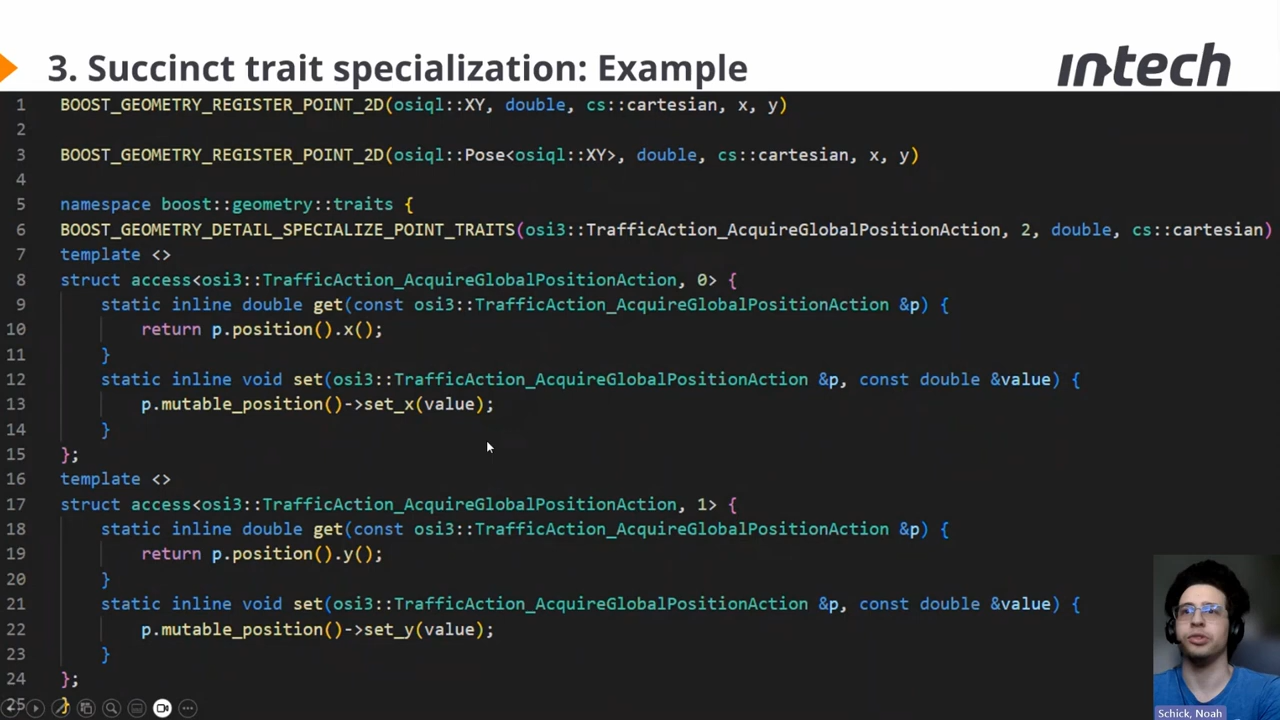 3. Succinct trait specialization: Example
intech
1 BOOST_GEOMETRY_REGISTER_POINT_2D(osiql::XY, double, cs::cartesian, x, y)
2
3 BOOST_GEOMETRY_REGISTER_POINT_2D(osiql::Pose<osiql::XY>, double, cs::cartesian, x, y)
4
5 namespace boost::geometry::traits {
6 BOOST_GEOMETRY_DETAIL_SPECIALIZE_POINT_TRAITS(osi3::TrafficAction_AcquireGlobalPositionAction, 2, double, cs::cartesian)
7 template <>
8 struct access<osi3::TrafficAction_AcquireGlobalPositionAction, 0> {
9 static inline double get(const osi3::TrafficAction_AcquireGlobalPositionAction &p) {
10 return p.position().x();
11 }
12 static inline void set(osi3::TrafficAction_AcquireGlobalPositionAction &p, const double &value) {
13 p.mutable_position()->set_x(value);
14 }
15 };
16 template <>
17 struct access<osi3::TrafficAction_AcquireGlobalPositionAction, 1> {
18 static inline double get(const osi3::TrafficAction_AcquireGlobalPositionAction &p) {
19 return p.position().y();
20 }
21 static inline void set(osi3::TrafficAction_AcquireGlobalPositionAction &p, const double &value) {
22 p.mutable_position()->set_y(value);
23 }
24 };
25 }
Schick, Noah